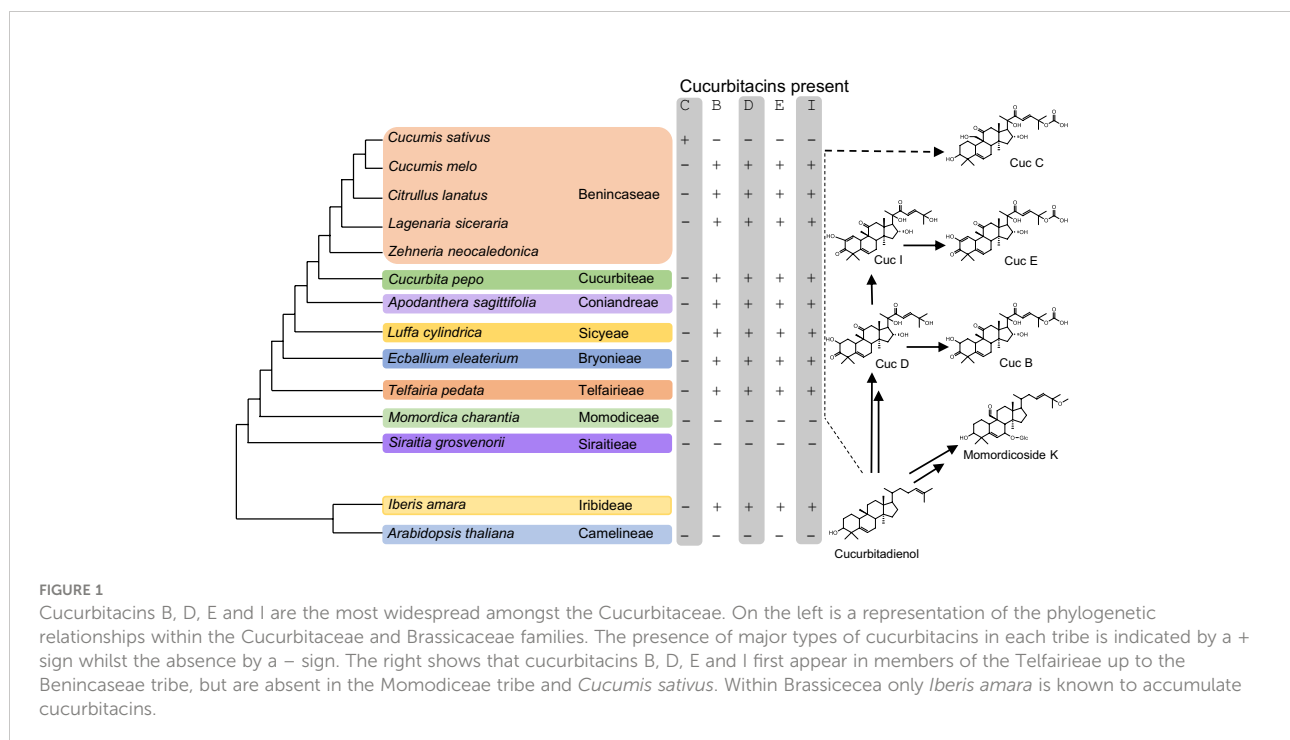 Cucurbitacins present
C B D E I
Cucumis sativus + – – – –
Cucumis melo – + + + +
Citrullus lanatus Benincaseae – + + + +
Lagenaria siceraria – + + + +
Zehneria neocaledonica
Cucurbita pepo Cucurbiteae – + + + +
Apodanthera sagittifolia Coniandreae – + + + +
Luffa cylindrica Sicyeae – + + + +
Ecballium eleaterium Bryonieae – + + + +
Telfairia pedata Telfairieae – + + + +
Momordica charantia Momodiceae – – – – –
Siraitia grosvenorii Siraitieae – – – – –
Iberis amara Iribideae – + + + +
Arabidopsis thaliana Camelineae – – – – –
Cuc C
Cuc I
Cuc E
Cuc D
Cuc B
Momordicoside K
Cucurbitadienol
FIGURE 1
Cucurbitacins B, D, E and I are the most widespread amongst the Cucurbitaceae. On the left is a representation of the phylogenetic
relationships within the Cucurbitaceae and Brassicaceae families. The presence of major types of cucurbitacins in each tribe is indicated by a +
sign whilst the absence by a – sign. The right shows that cucurbitacins B, D, E and I first appear in members of the Telfairieae up to the
Benincaseae tribe, but are absent in the Momodiceae tribe and Cucumis sativus. Within Brassicecea only Iberis amara is known to accumulate
cucurbitacins.